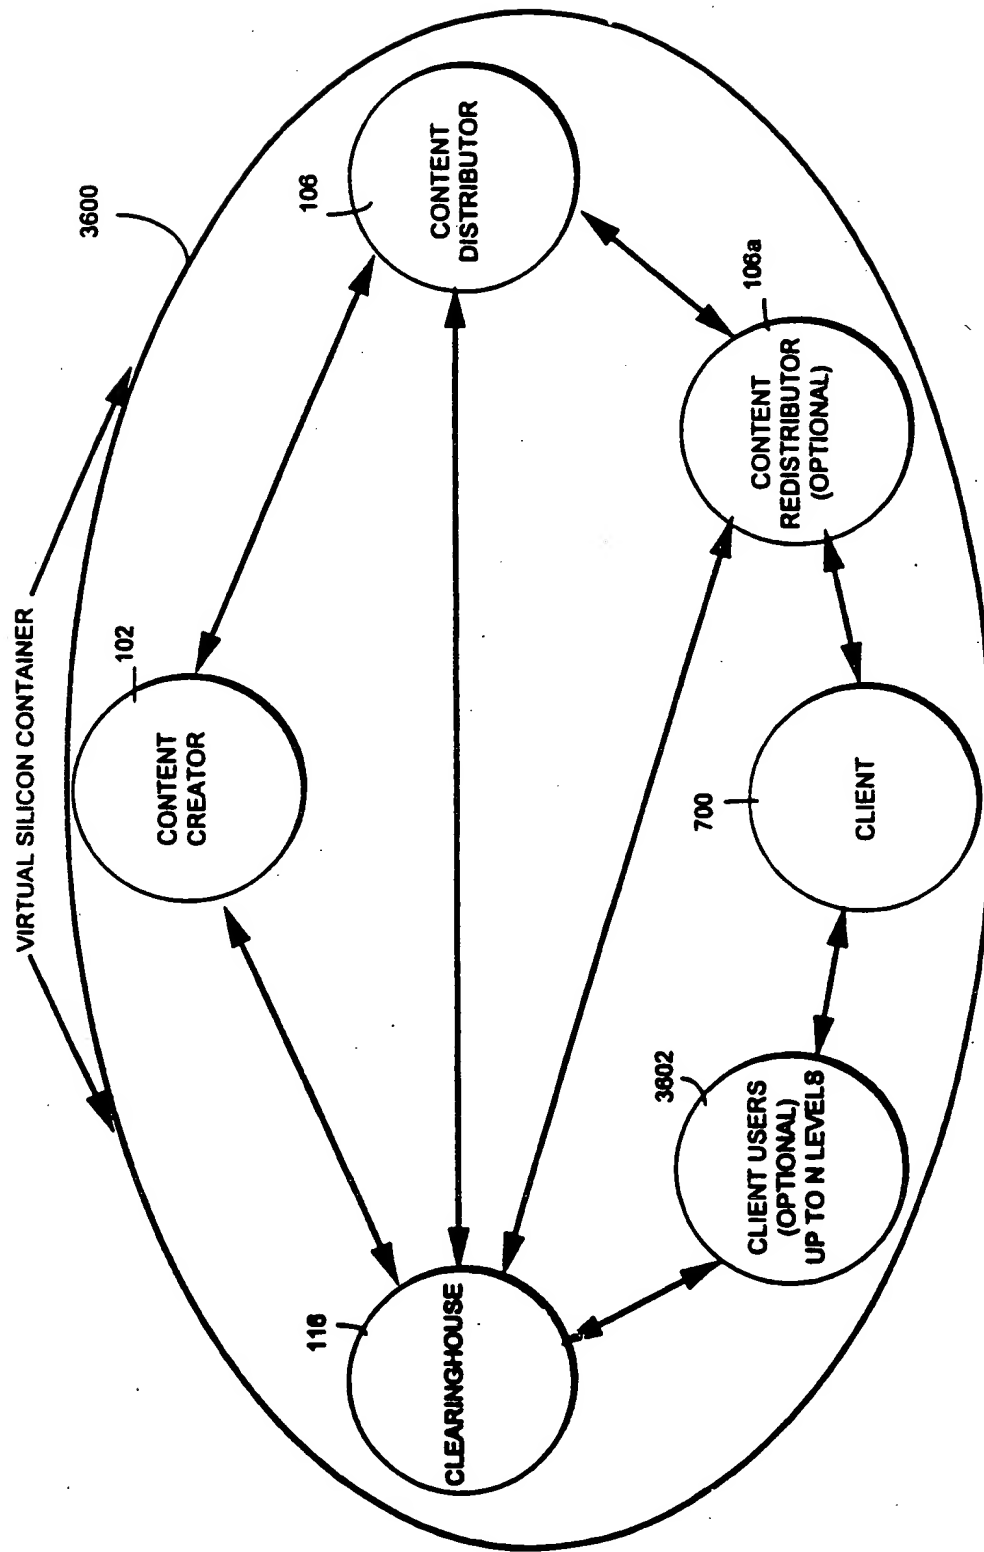 VIRTUAL SILICON CONTAINER
3600
102
CONTENT
CREATOR
106
CONTENT
DISTRIBUTOR
116
CLEARINGHOUSE
106a
CONTENT
REDISTRIBUTOR
(OPTIONAL)
3602
CLIENT USERS
(OPTIONAL)
UP TO N LEVELS
700
CLIENT